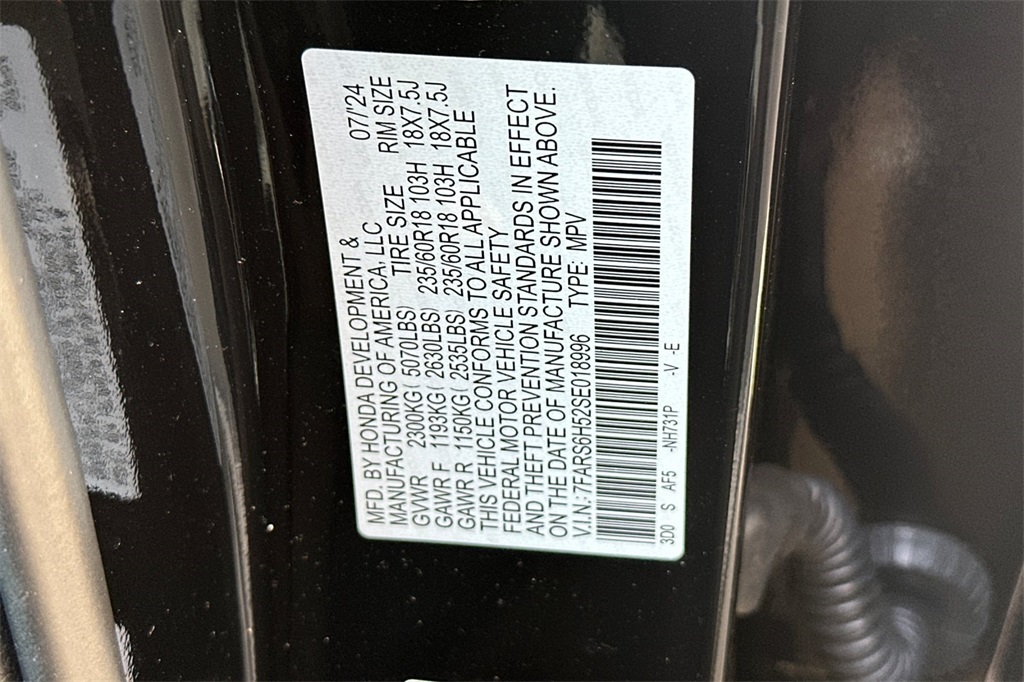 MFD. BY HONDA DEVELOPMENT &
MANUFACTURING OF AMERICA, LLC 07/'24
GVWR 2300KG( 5070LBS) TIRE SIZE RIM SIZE
GAWR F 1193KG( 2630LBS) 235/60R18 103H 18X7.5J
GAWR R 1150KG( 2535LBS) 235/60R18 103H 18X7.5J
THIS VEHICLE CONFORMS TO ALL APPLICABLE
FEDERAL MOTOR VEHICLE SAFETY
AND THEFT PREVENTION STANDARDS IN EFFECT
ON THE DATE OF MANUFACTURE SHOWN ABOVE.
V.I.N.:7FARS6H52SE018996 TYPE: MPV
3D0 S AF5 -NH731P -V -E